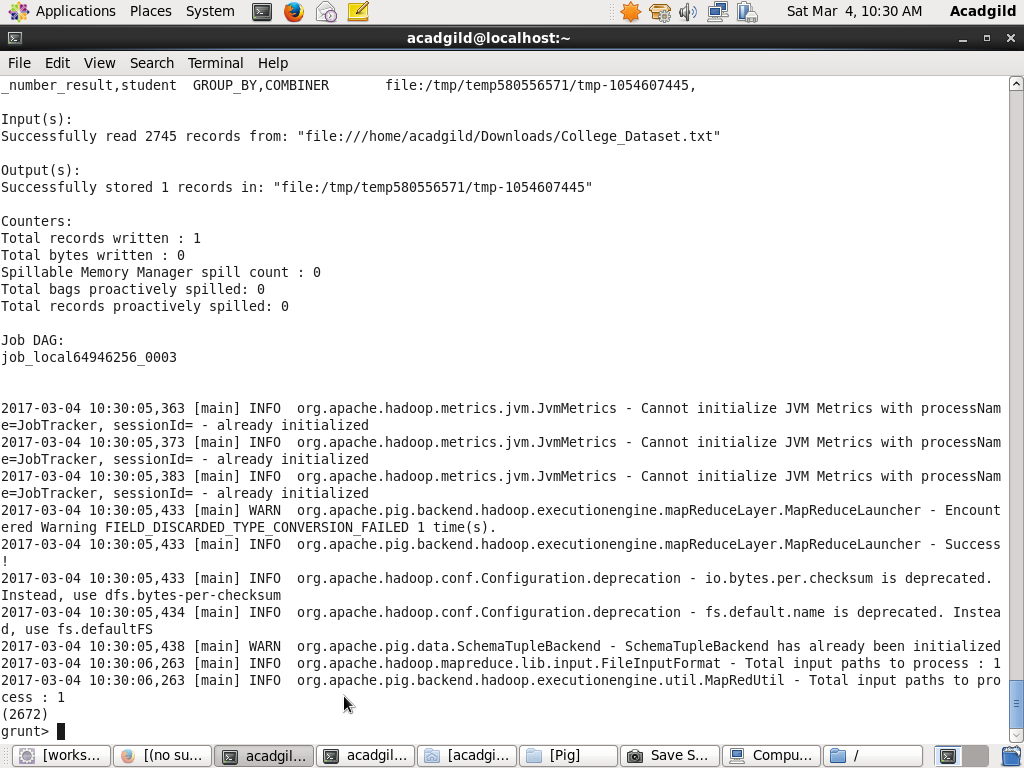 Applications Places System Sat Mar 4, 10:30 AM Acadgild
acadgild@localhost:~
File Edit View Search Terminal Help
_number_result,student GROUP_BY,COMBINER file:/tmp/temp580556571/tmp-1054607445,
Input(s):
Successfully read 2745 records from: "file:///home/acadgild/Downloads/College_Dataset.txt"
Output(s):
Successfully stored 1 records in: "file:/tmp/temp580556571/tmp-1054607445"
Counters:
Total records written : 1
Total bytes written : 0
Spillable Memory Manager spill count : 0
Total bags proactively spilled: 0
Total records proactively spilled: 0
Job DAG:
job_local64946256_0003
2017-03-04 10:30:05,363 [main] INFO org.apache.hadoop.metrics.jvm.JvmMetrics - Cannot initialize JVM Metrics with processNam
e=JobTracker, sessionId= - already initialized
2017-03-04 10:30:05,373 [main] INFO org.apache.hadoop.metrics.jvm.JvmMetrics - Cannot initialize JVM Metrics with processNam
e=JobTracker, sessionId= - already initialized
2017-03-04 10:30:05,383 [main] INFO org.apache.hadoop.metrics.jvm.JvmMetrics - Cannot initialize JVM Metrics with processNam
e=JobTracker, sessionId= - already initialized
2017-03-04 10:30:05,433 [main] WARN org.apache.pig.backend.hadoop.executionengine.mapReduceLayer.MapReduceLauncher - Encount
ered Warning FIELD_DISCARDED_TYPE_CONVERSION_FAILED 1 time(s).
2017-03-04 10:30:05,433 [main] INFO org.apache.pig.backend.hadoop.executionengine.mapReduceLayer.MapReduceLauncher - Success
!
2017-03-04 10:30:05,433 [main] INFO org.apache.hadoop.conf.Configuration.deprecation - io.bytes.per.checksum is deprecated.
Instead, use dfs.bytes-per-checksum
2017-03-04 10:30:05,434 [main] INFO org.apache.hadoop.conf.Configuration.deprecation - fs.default.name is deprecated. Instea
d, use fs.defaultFS
2017-03-04 10:30:05,438 [main] WARN org.apache.pig.data.SchemaTupleBackend - SchemaTupleBackend has already been initialized
2017-03-04 10:30:06,263 [main] INFO org.apache.hadoop.mapreduce.lib.input.FileInputFormat - Total input paths to process : 1
2017-03-04 10:30:06,263 [main] INFO org.apache.pig.backend.hadoop.executionengine.util.MapRedUtil - Total input paths to pro
cess : 1
(2672)
grunt>
[works... [(no su... acadgil... acadgil... [acadgi... [Pig] Save S... Compu... /